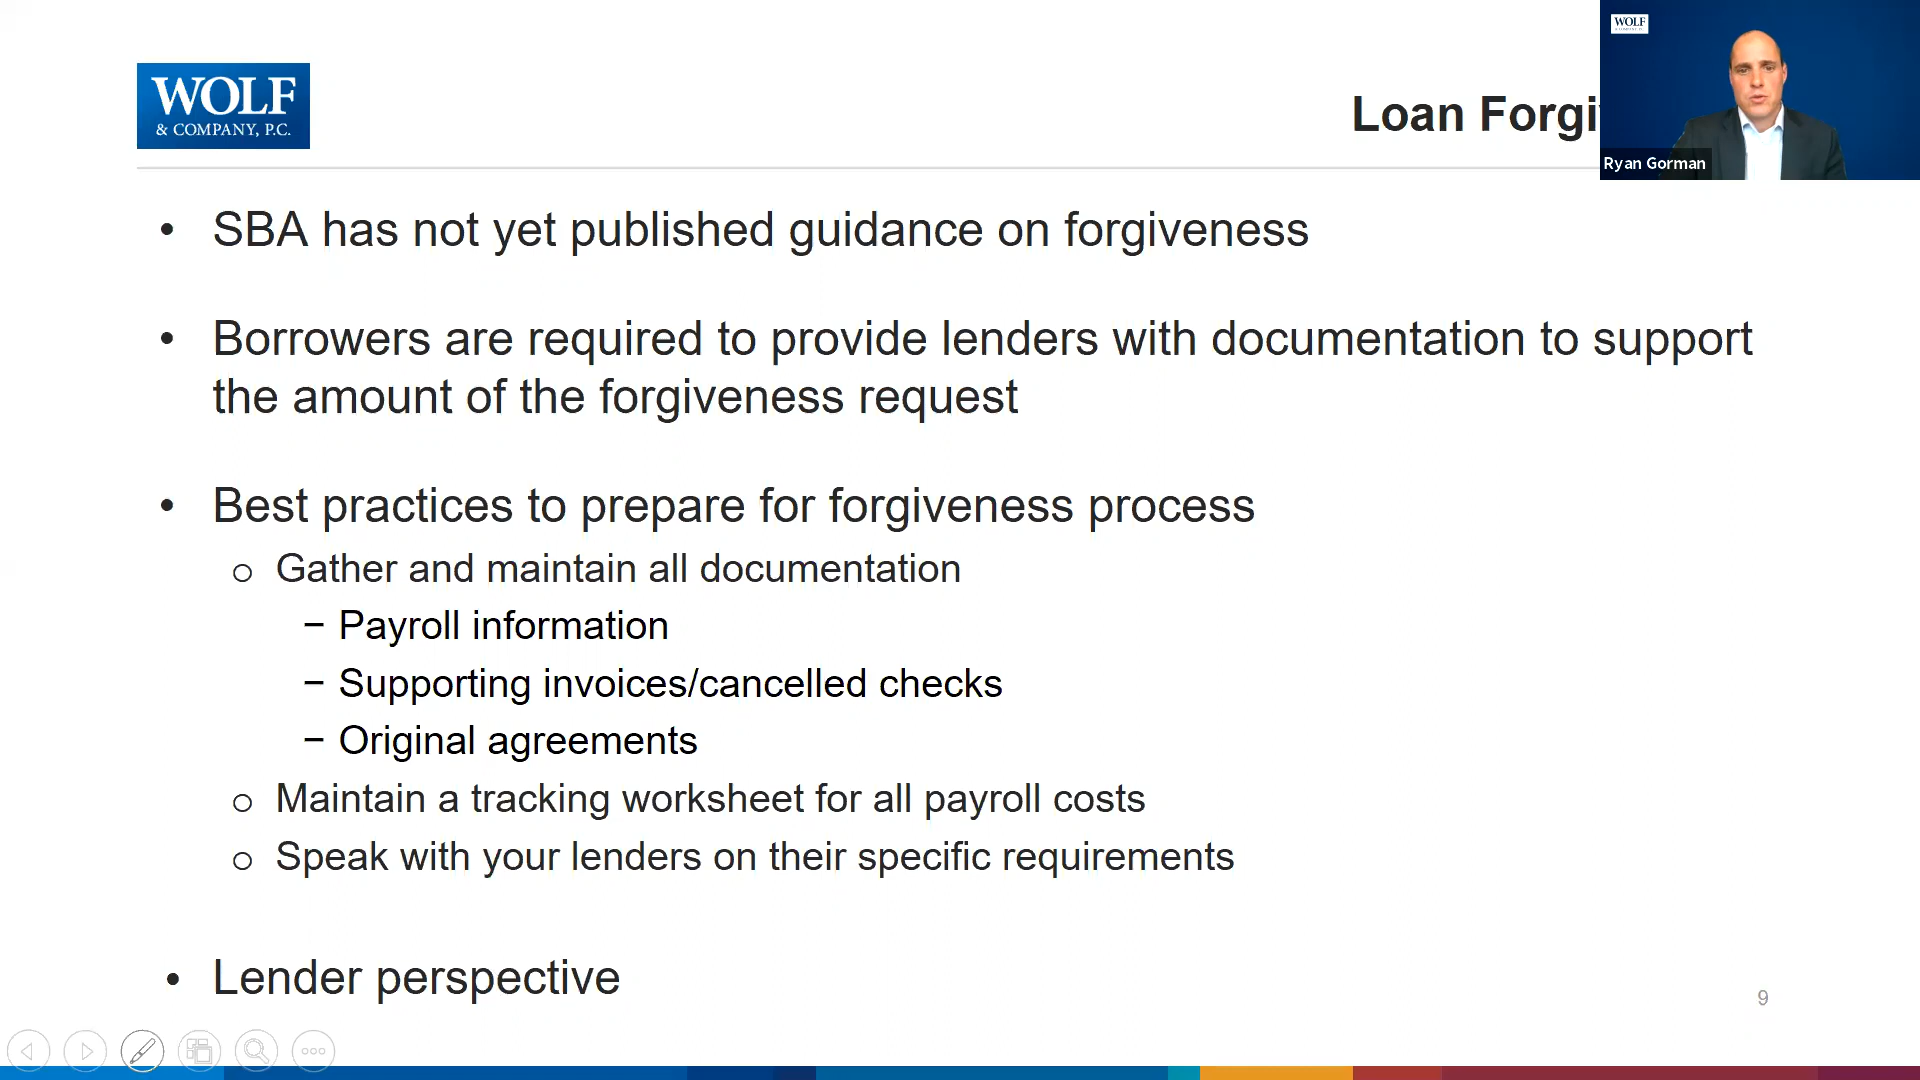 WOLF
& COMPANY, P.C.
Loan Forgi
WOLF
Ryan Gorman
• SBA has not yet published guidance on forgiveness
• Borrowers are required to provide lenders with documentation to support
the amount of the forgiveness request
• Best practices to prepare for forgiveness process
o Gather and maintain all documentation
− Payroll information
− Supporting invoices/cancelled checks
− Original agreements
o Maintain a tracking worksheet for all payroll costs
o Speak with your lenders on their specific requirements
• Lender perspective
9